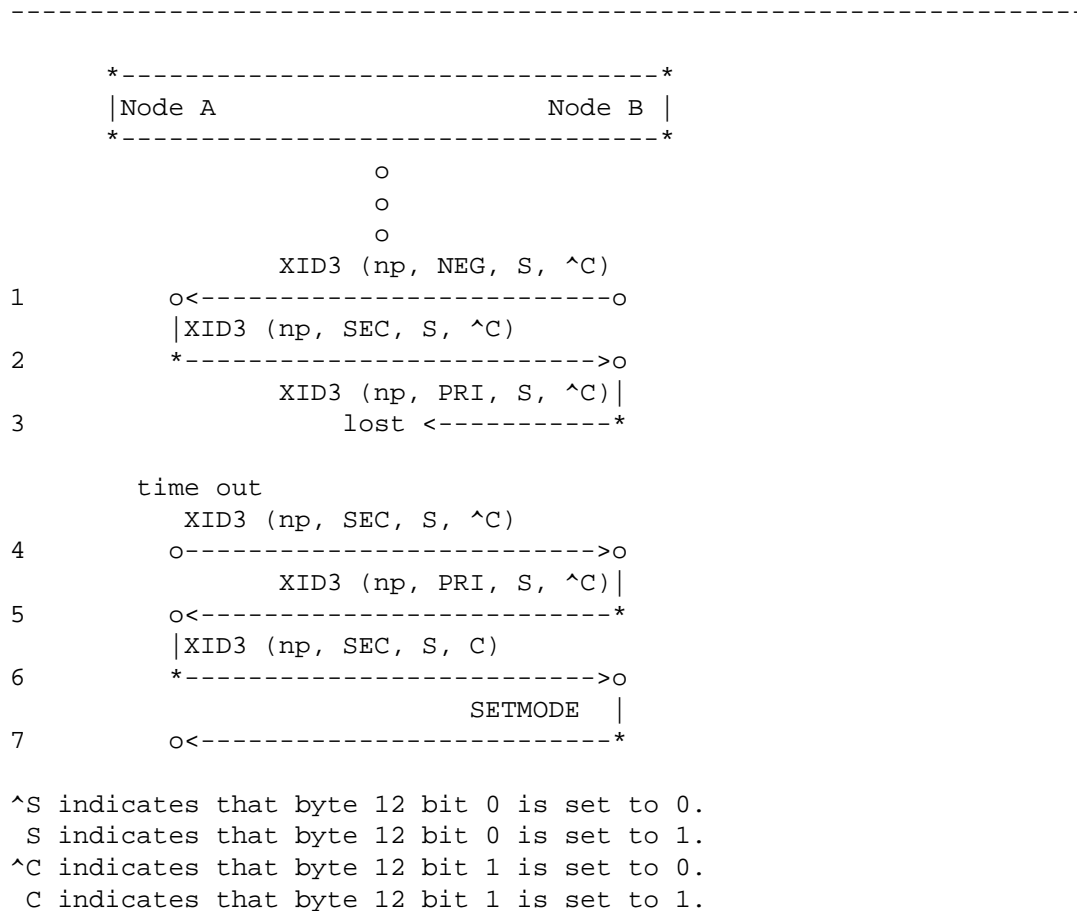 --------------------------------------------------------------------
*----------------------------------*
|Node A                     Node B |
*----------------------------------*
o
o
o
XID3 (np, NEG, S, ^C)
1          o<--------------------------o
|XID3 (np, SEC, S, ^C)
2          *-------------------------->o
XID3 (np, PRI, S, ^C)|
3                     lost <-----------*
time out
XID3 (np, SEC, S, ^C)
4          o-------------------------->o
XID3 (np, PRI, S, ^C)|
5          o<--------------------------*
|XID3 (np, SEC, S, C)
6          *-------------------------->o
SETMODE  |
7          o<--------------------------*
^S indicates that byte 12 bit 0 is set to 0.
S indicates that byte 12 bit 0 is set to 1.
^C indicates that byte 12 bit 1 is set to 0.
C indicates that byte 12 bit 1 is set to 1.